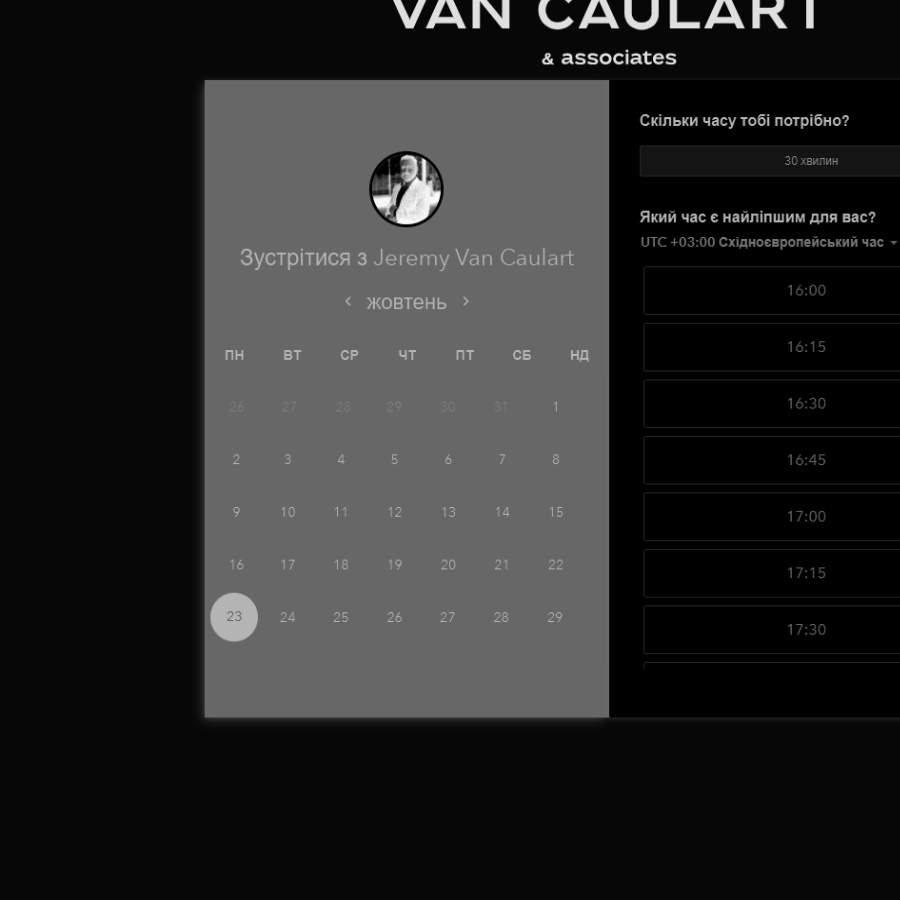 VAN CAULART
& associates
Зустрітися з Jeremy Van Caulart
жовтень
ПН ВТ СР ЧТ ПТ СБ НД
26 27 28 29 30 31 1
2 3 4 5 6 7 8
9 10 11 12 13 14 15
16 17 18 19 20 21 22
23 24 25 26 27 28 29
Скільки часу тобі потрібно?
30 хвилин
Який час є найліпшим для вас?
UTC +03:00 Східноєвропейський час
16:00
16:15
16:30
16:45
17:00
17:15
17:30